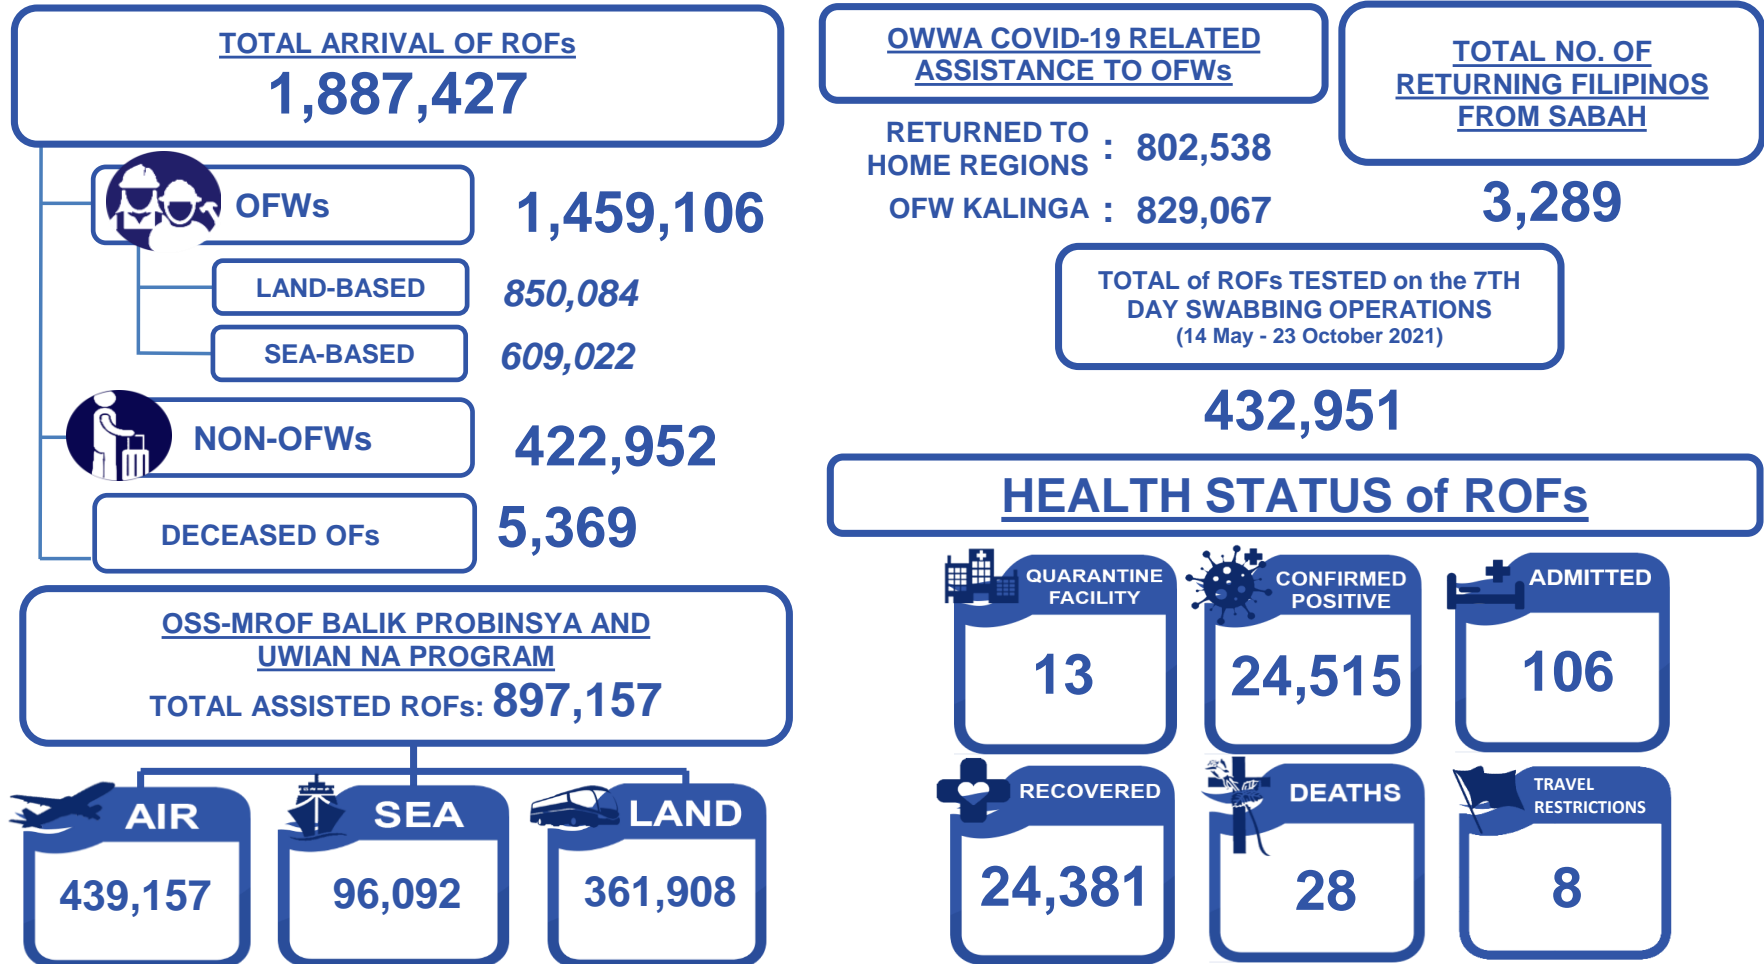 TOTAL ARRIVAL OF ROFs
1,887,427
OFWs
1,459,106
LAND-BASED
850,084
SEA-BASED
609,022
NON-OFWs
422,952
DECEASED OFs
5,369
OSS-MROF BALIK PROBINSYA AND
UWIAN NA PROGRAM
TOTAL ASSISTED ROFs: 897,157
AIR
439,157
SEA
96,092
LAND
361,908
OWWA COVID-19 RELATED
ASSISTANCE TO OFWs
RETURNED TO
HOME REGIONS : 802,538
OFW KALINGA : 829,067
TOTAL NO. OF
RETURNING FILIPINOS
FROM SABAH
3,289
TOTAL of ROFs TESTED on the 7TH
DAY SWABBING OPERATIONS
(14 May - 23 October 2021)
432,951
HEALTH STATUS of ROFs
QUARANTINE
FACILITY
13
CONFIRMED
POSITIVE
24,515
ADMITTED
106
RECOVERED
24,381
DEATHS
28
TRAVEL
RESTRICTIONS
8